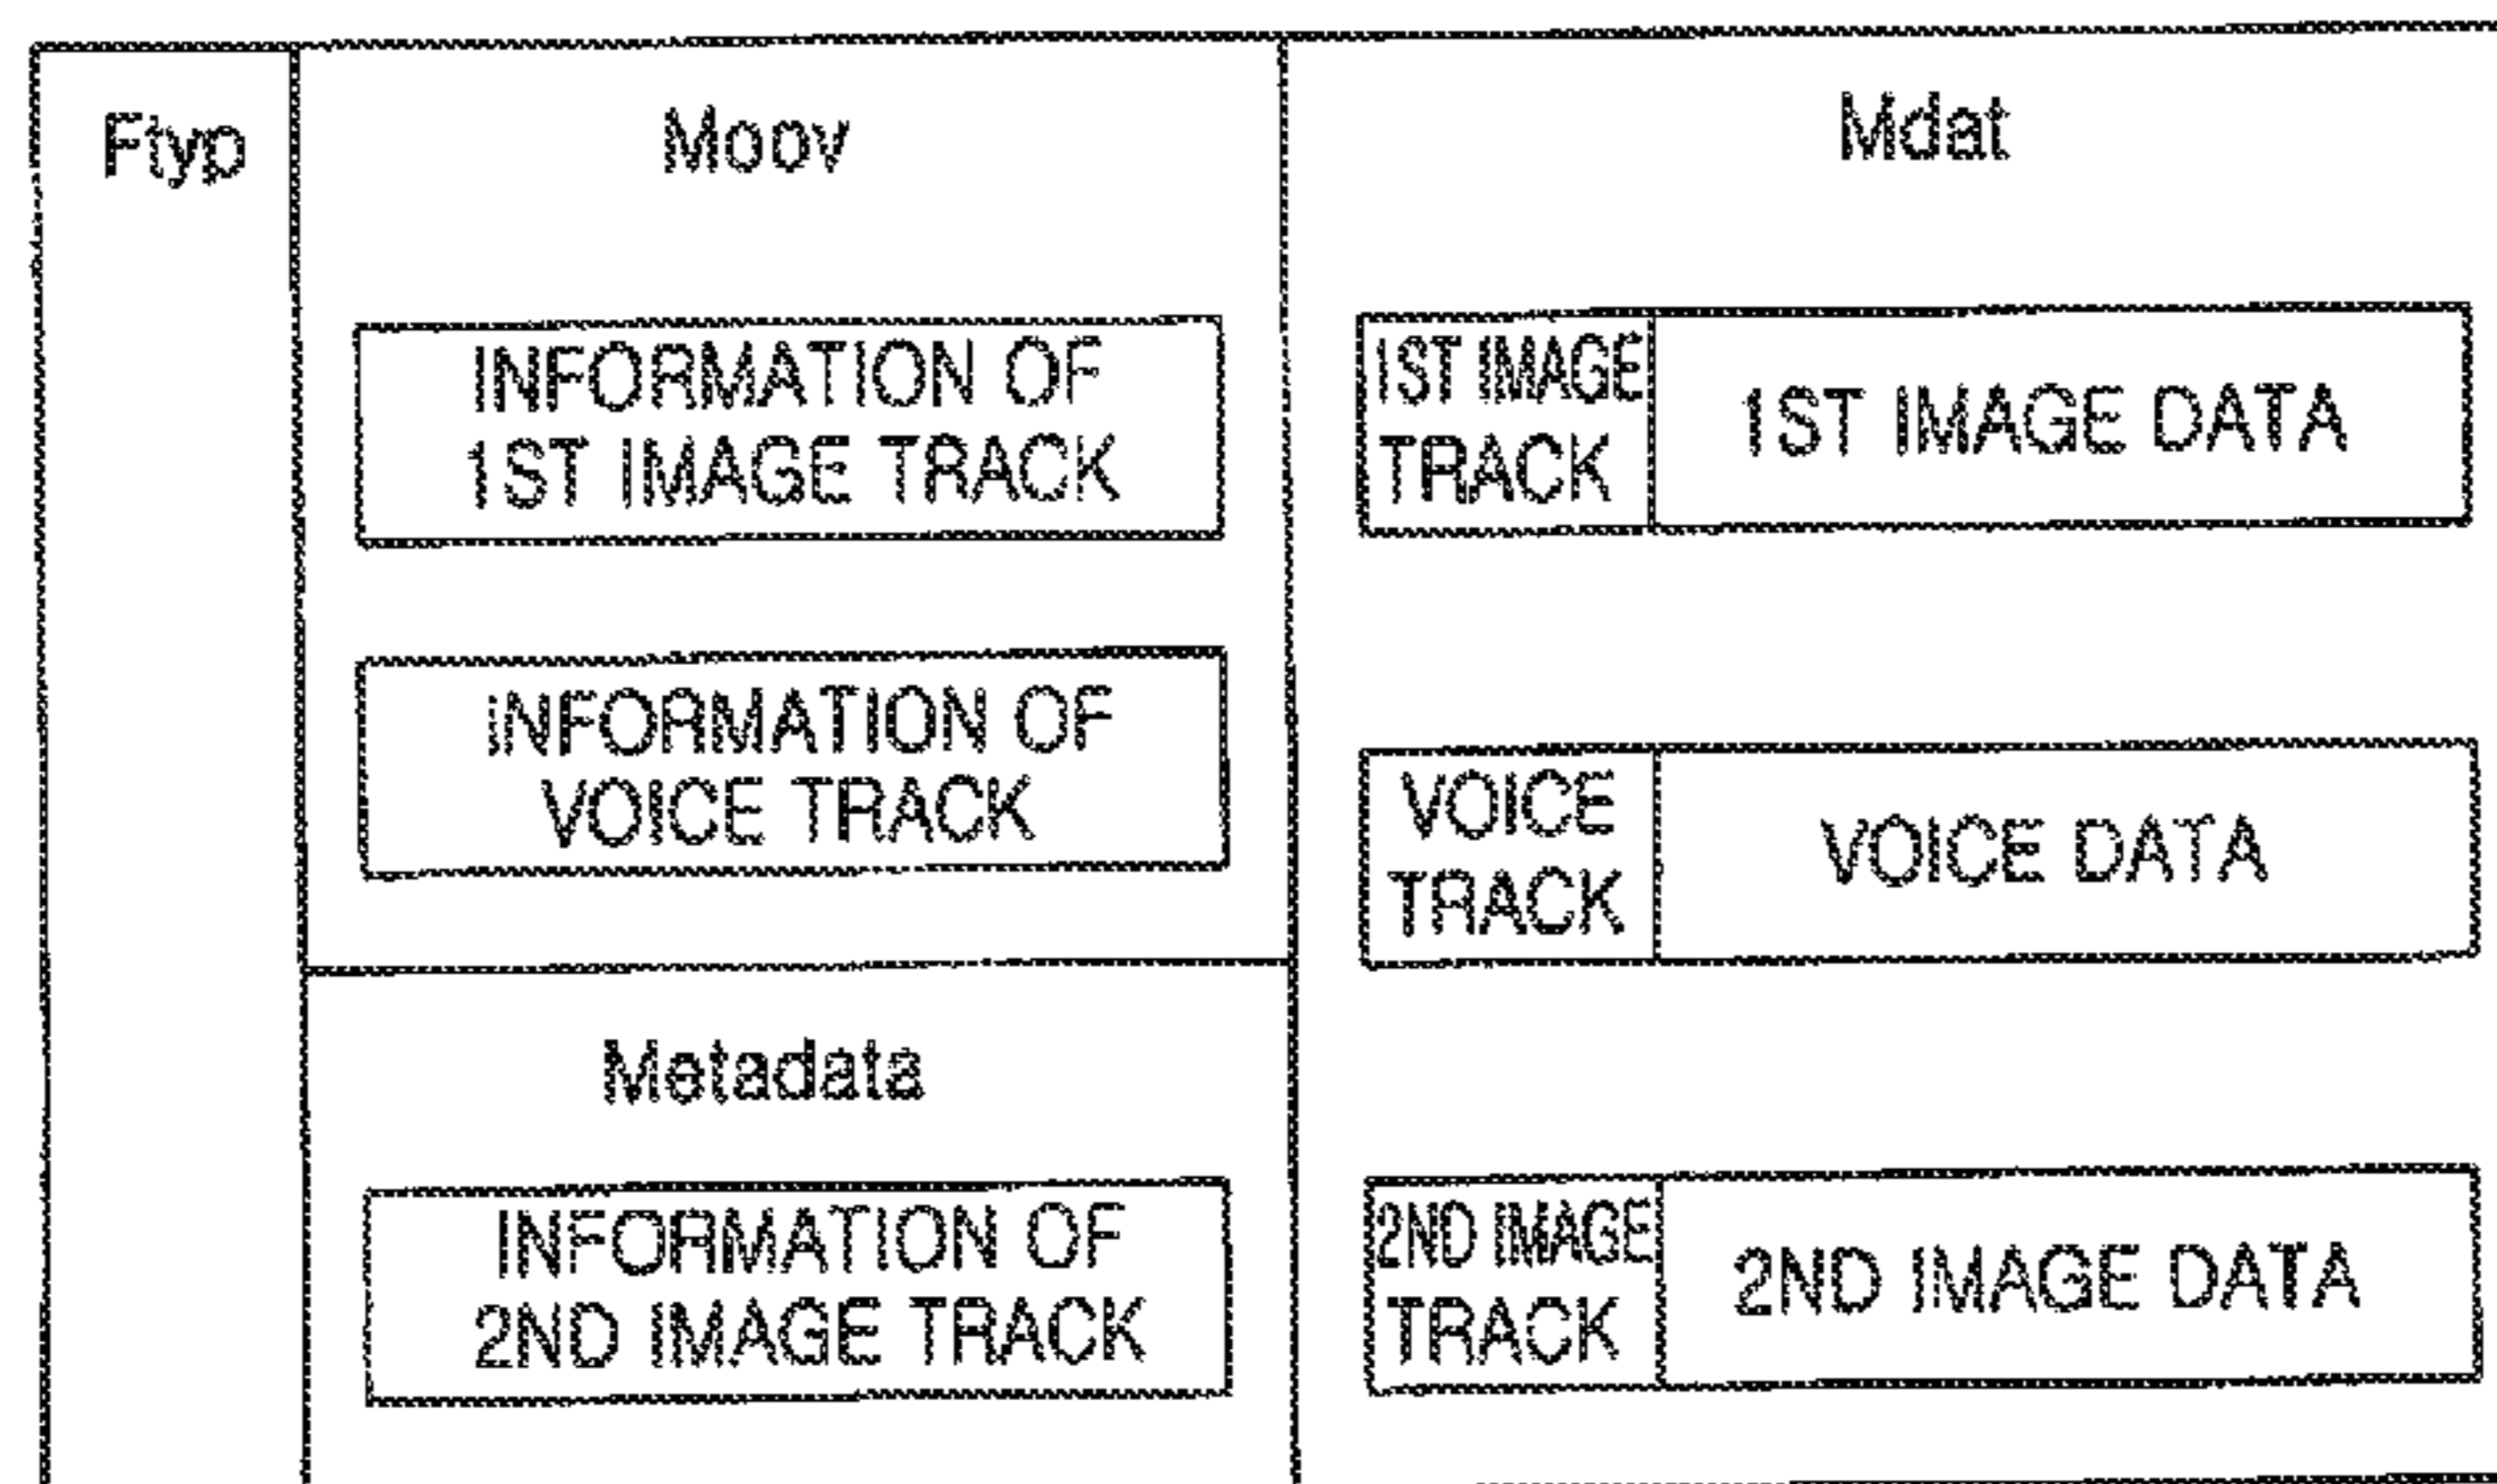 Ftyp
Moov
INFORMATION OF
1ST IMAGE TRACK
INFORMATION OF
VOICE TRACK
Metadata
INFORMATION OF
2ND IMAGE TRACK
Mdat
1ST IMAGE
TRACK
1ST IMAGE DATA
VOICE
TRACK
VOICE DATA
2ND IMAGE
TRACK
2ND IMAGE DATA